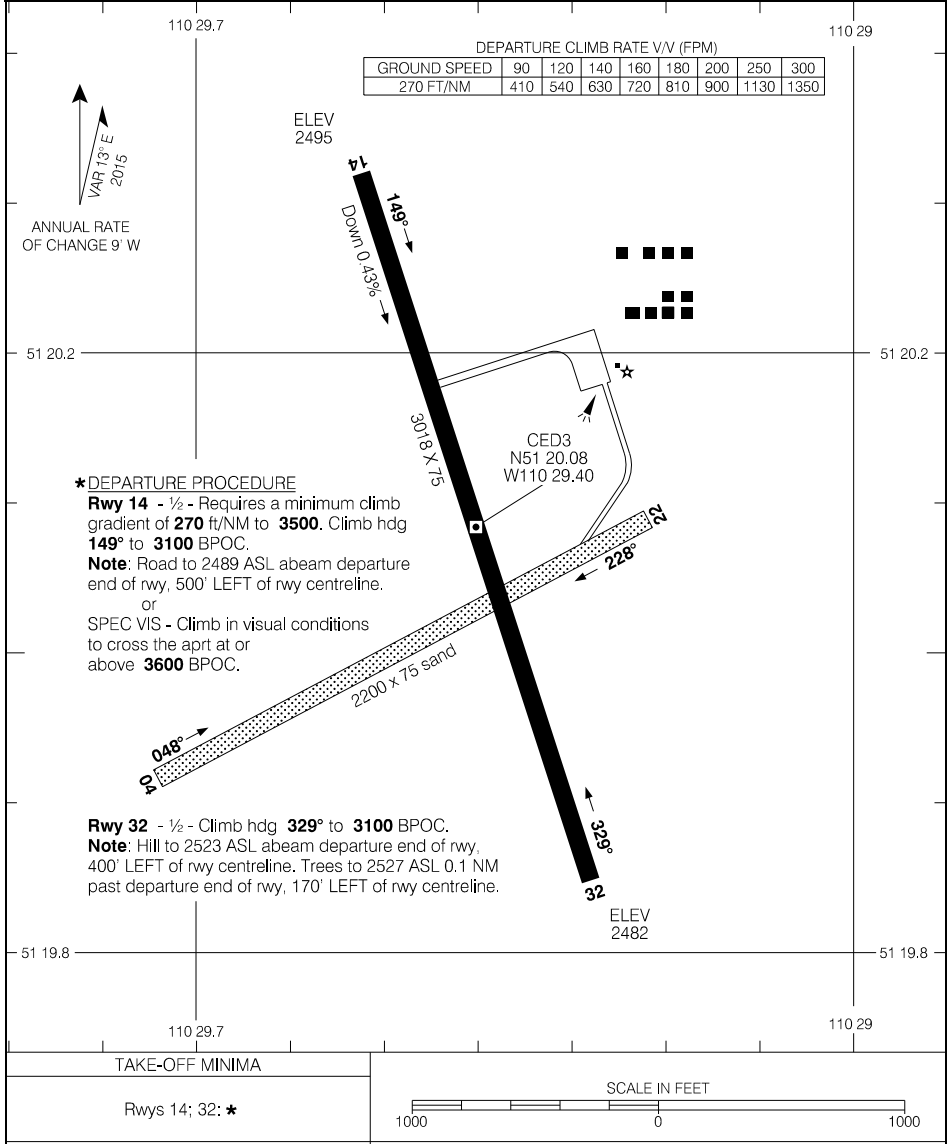 110 29.7
110 29
DEPARTURE CLIMB RATE V/V (FPM)
GROUND SPEED 90 120 140 160 180 200 250 300
270 FT/NM 410 540 630 720 810 900 1130 1350
VAR 13° E
2015
ANNUAL RATE
OF CHANGE 9' W
ELEV
2495
14
149°
Down 0.43%
51 20.2
51 20.2
3018 X 75
CED3
N51 20.08
W110 29.40
22
228°
2200 x 75 sand
048°
04
*DEPARTURE PROCEDURE
Rwy 14 - ½ - Requires a minimum climb
gradient of 270 ft/NM to 3500. Climb hdg
149° to 3100 BPOC.
Note: Road to 2489 ASL abeam departure
end of rwy, 500' LEFT of rwy centreline.
or
SPEC VIS - Climb in visual conditions
to cross the aprt at or
above 3600 BPOC.
Rwy 32 - ½ - Climb hdg 329° to 3100 BPOC.
Note: Hill to 2523 ASL abeam departure end of rwy,
400' LEFT of rwy centreline. Trees to 2527 ASL 0.1 NM
past departure end of rwy, 170' LEFT of rwy centreline.
329°
32
ELEV
2482
51 19.8
51 19.8
110 29.7
110 29
TAKE-OFF MINIMA
Rwys 14; 32: *
SCALE IN FEET
1000 0 1000